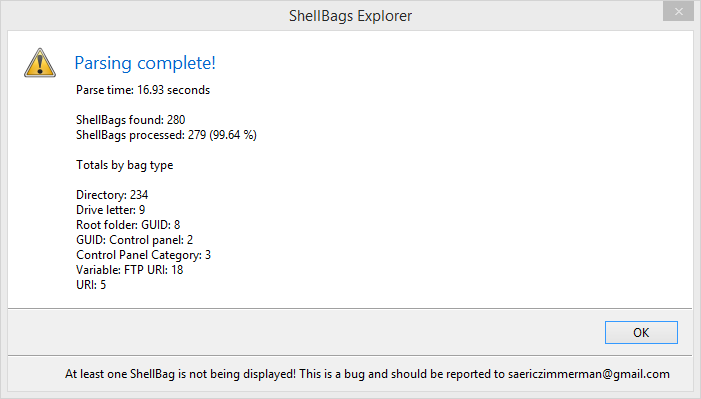 ShellBags Explorer
Parsing complete!
Parse time: 16.93 seconds
ShellBags found: 280
ShellBags processed: 279 (99.64 %)
Totals by bag type
Directory: 234
Drive letter: 9
Root folder: GUID: 8
GUID: Control panel: 2
Control Panel Category: 3
Variable: FTP URI: 18
URI: 5
OK
At least one ShellBag is not being displayed! This is a bug and should be reported to saericzimmerman@gmail.com